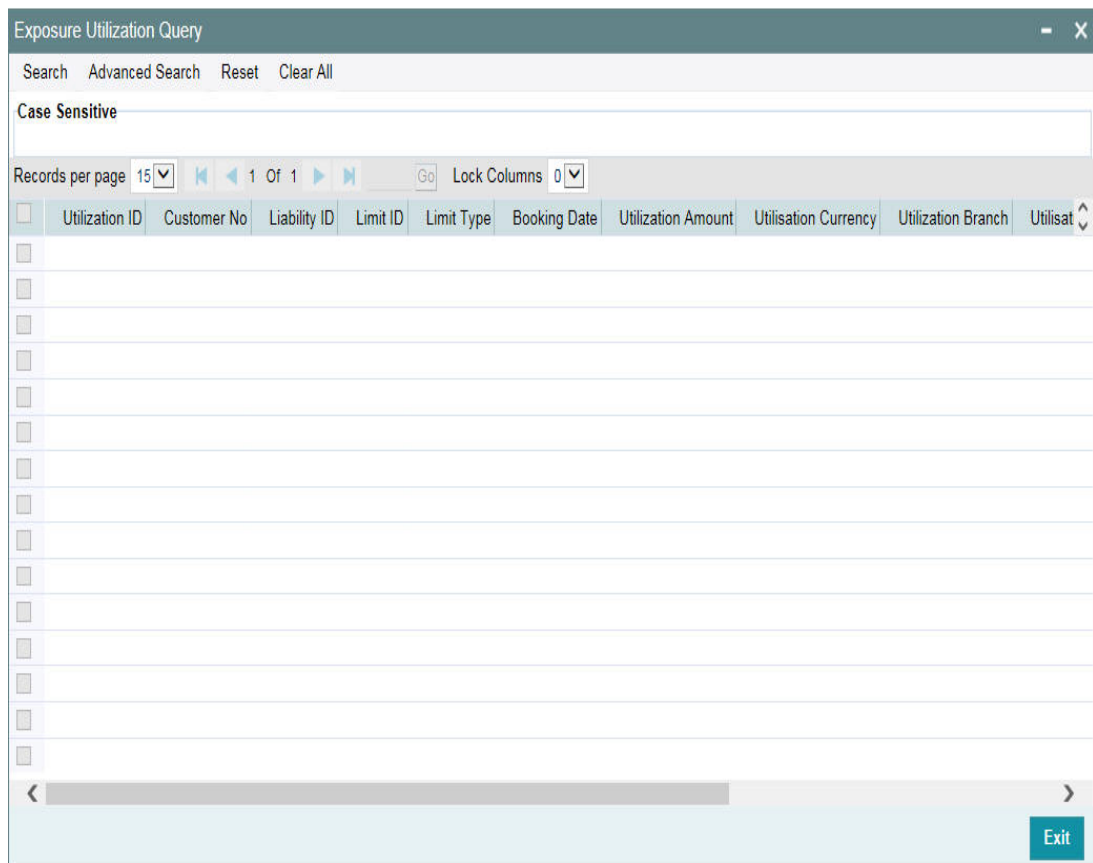 Exposure Utilization Query
Search Advanced Search Reset Clear All
Case Sensitive
Records per page 15 1 Of 1 Go Lock Columns 0
Utilization ID Customer No Liability ID Limit ID Limit Type Booking Date Utilization Amount Utilisation Currency Utilization Branch Utilisat
Exit